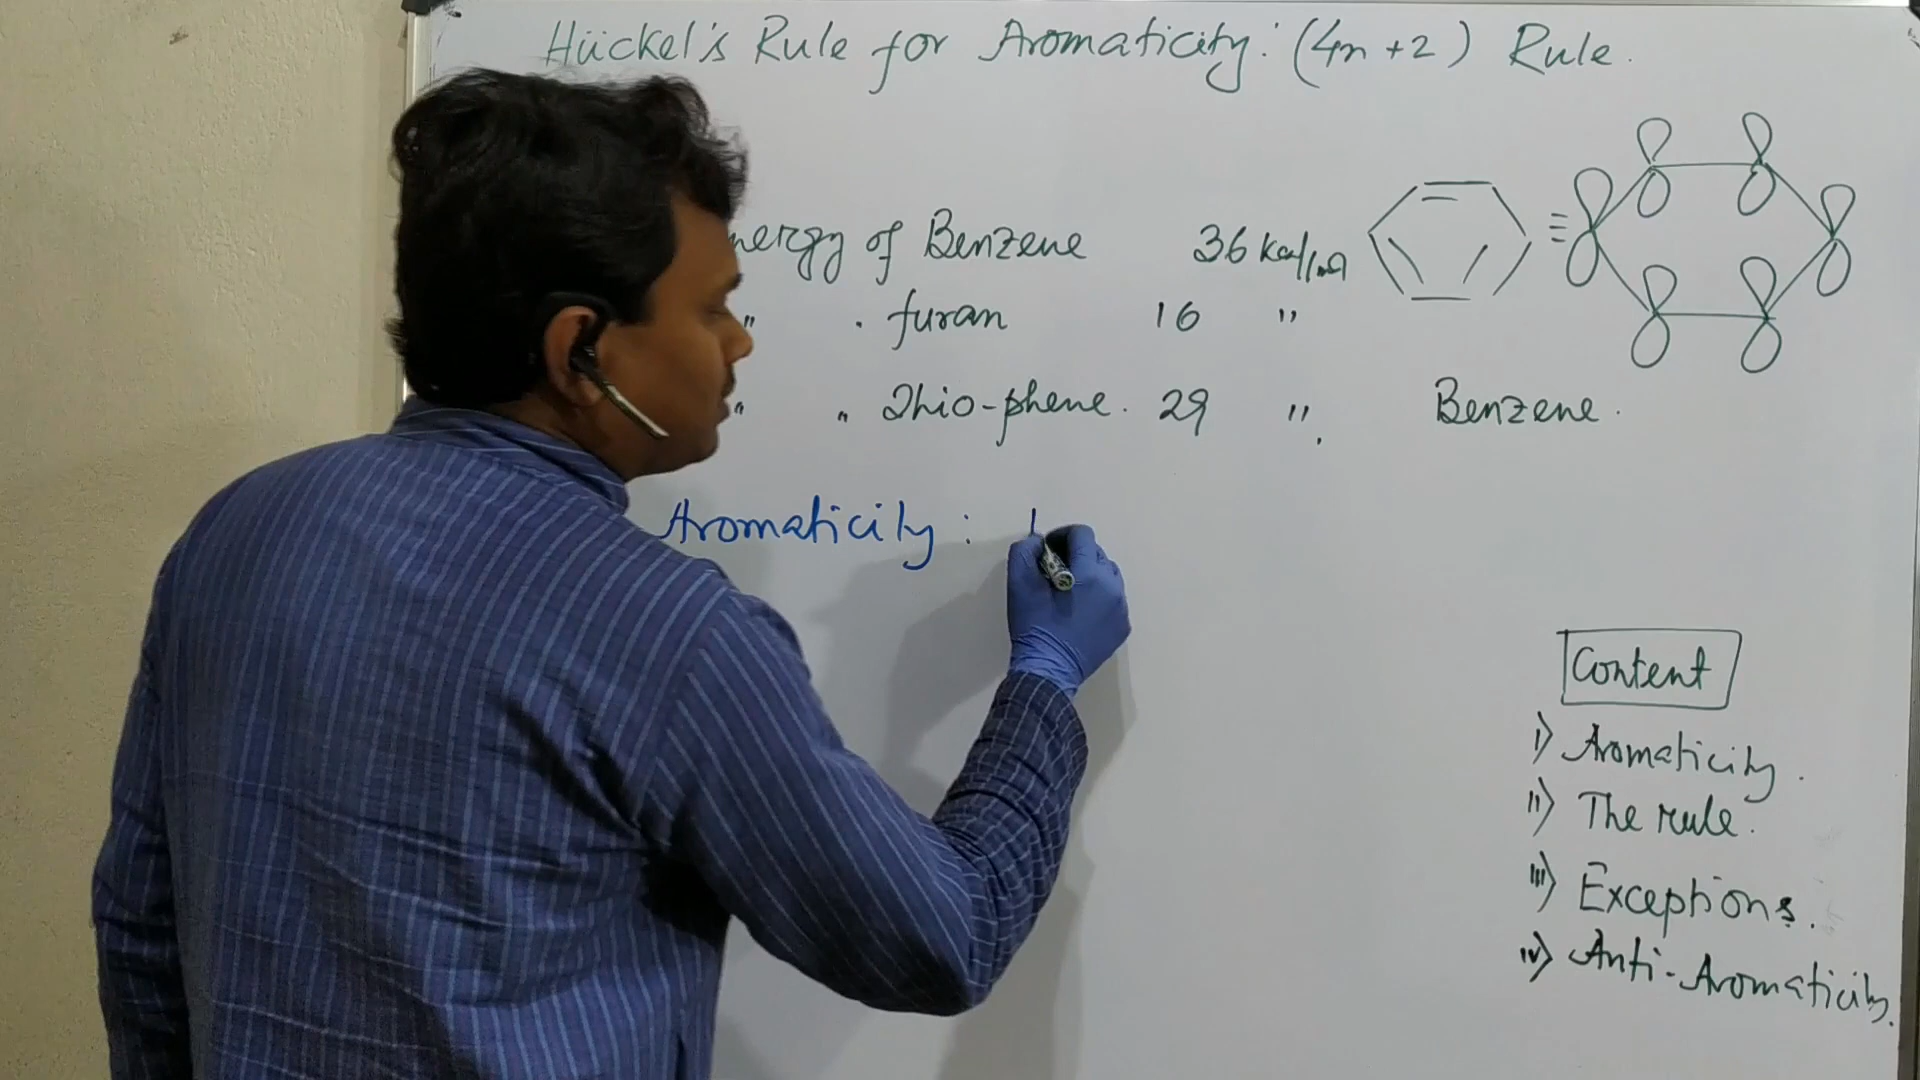 Hückel's Rule for Aromaticity: (4n+2) Rule.
nergy of Benzene 36 kcal/mol
" . furan 16 "
" " Thio-phene. 29 ".
Benzene.
Aromaticity :
Content
i) Aromaticity.
ii) The rule.
iii) Exceptions.
iv) Anti-Aromaticity.